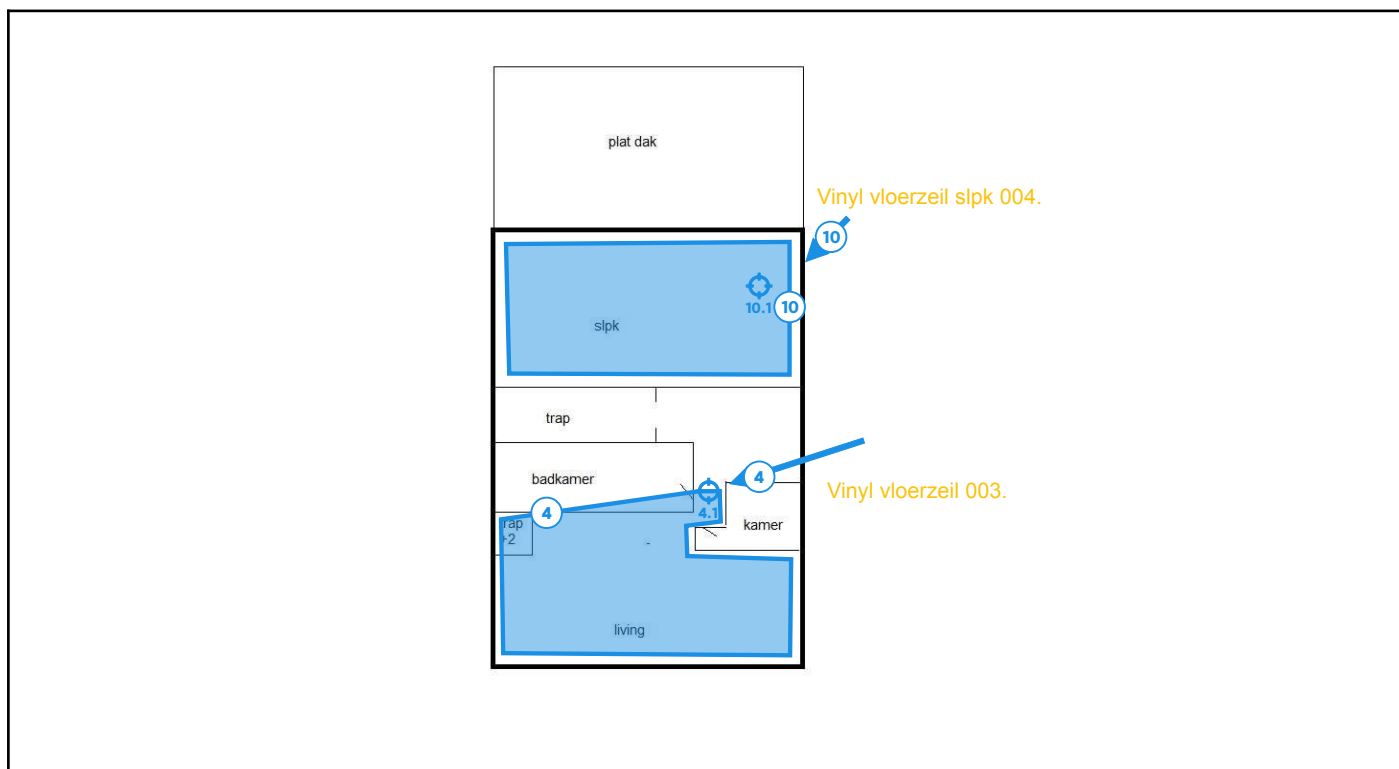 plat dak
Vinyl vloerzeil slpk 004.
10
10.1
10
slpk
trap
badkamer
4
4
Vinyl vloerzeil 003.
4.1
kamer
trap
+2
-
living